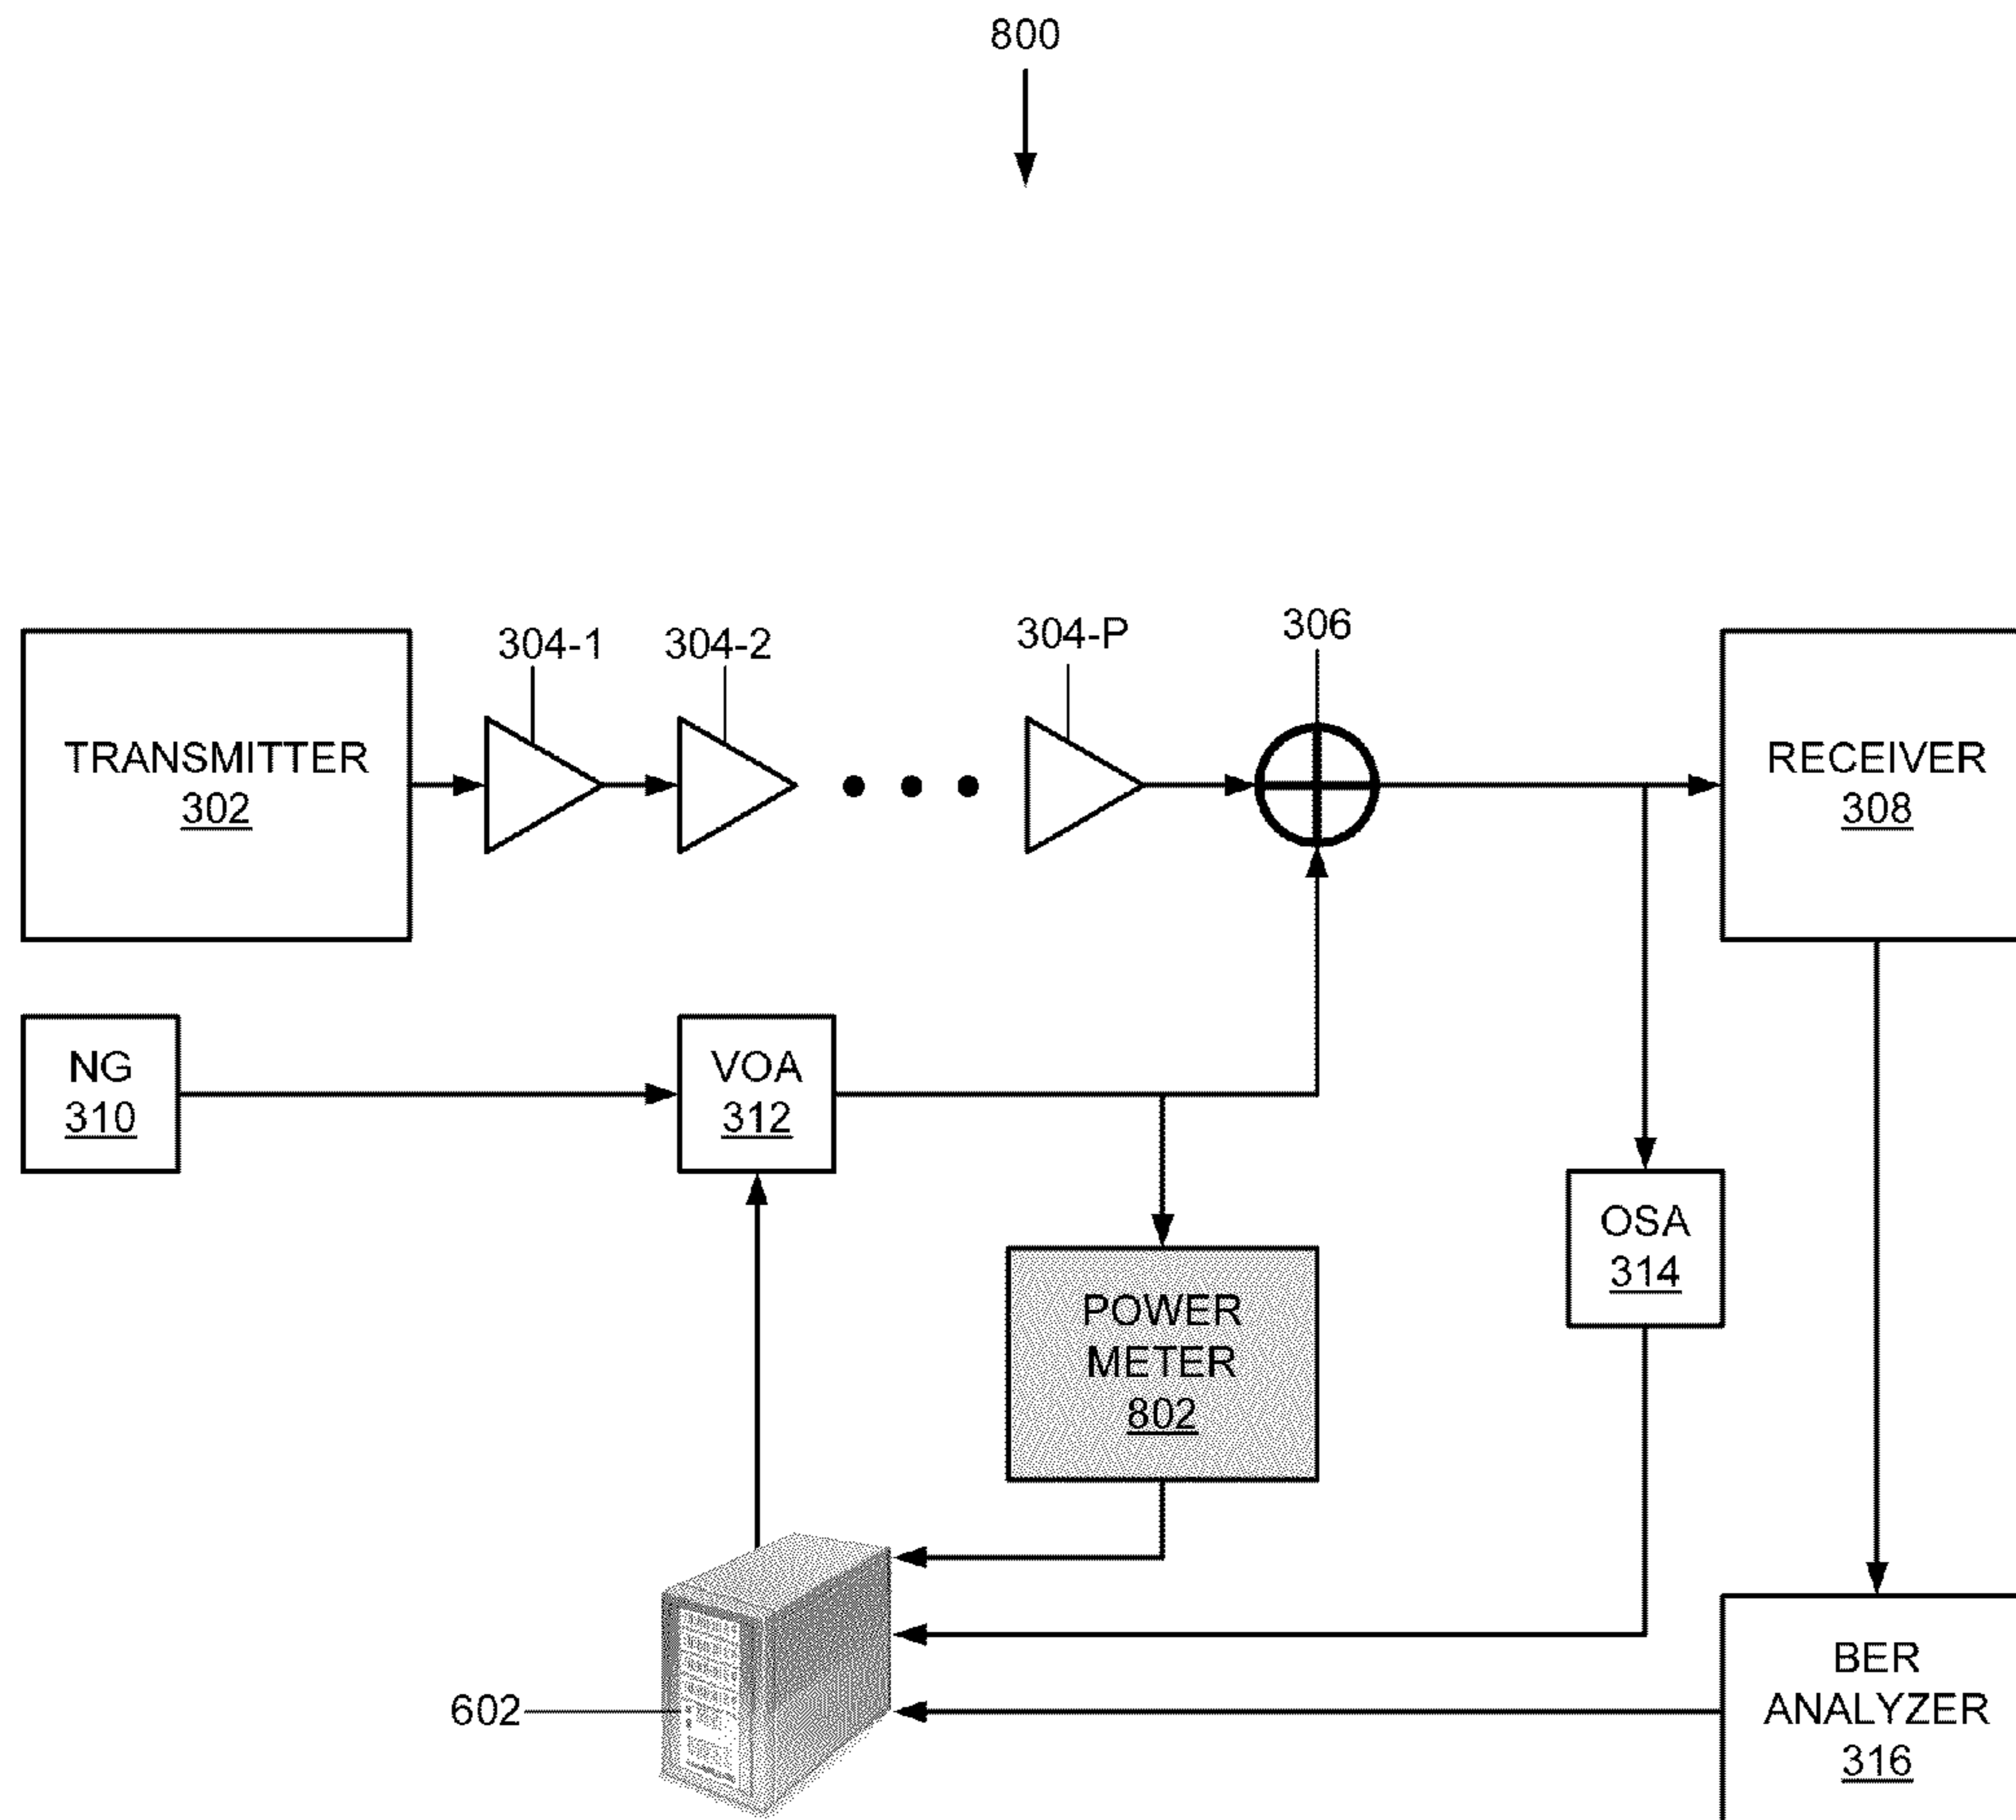 800
304-1
304-2
304-P
306
TRANSMITTER
302
RECEIVER
308
NG
310
VOA
312
OSA
314
POWER
METER
802
602
BER
ANALYZER
316